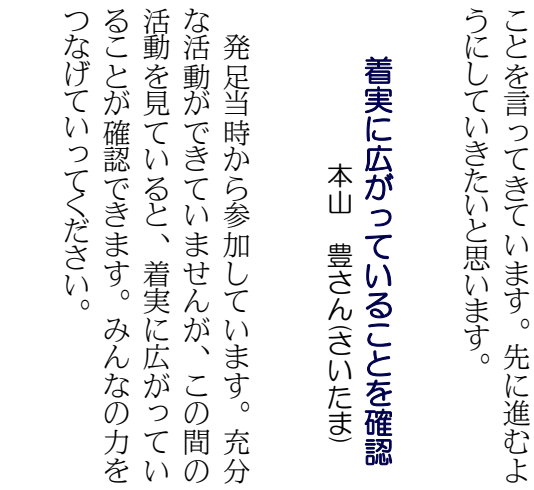 ことを言ってきています。先に進むよ
うにしていきたいと思います。
着実に広がっていることを確認
本山　豊さん(さいたま)
発足当時から参加しています。充分
な活動ができていませんが、この間の
活動を見ていると、着実に広がってい
ることが確認できます。みんなの力を
つなげていってください。